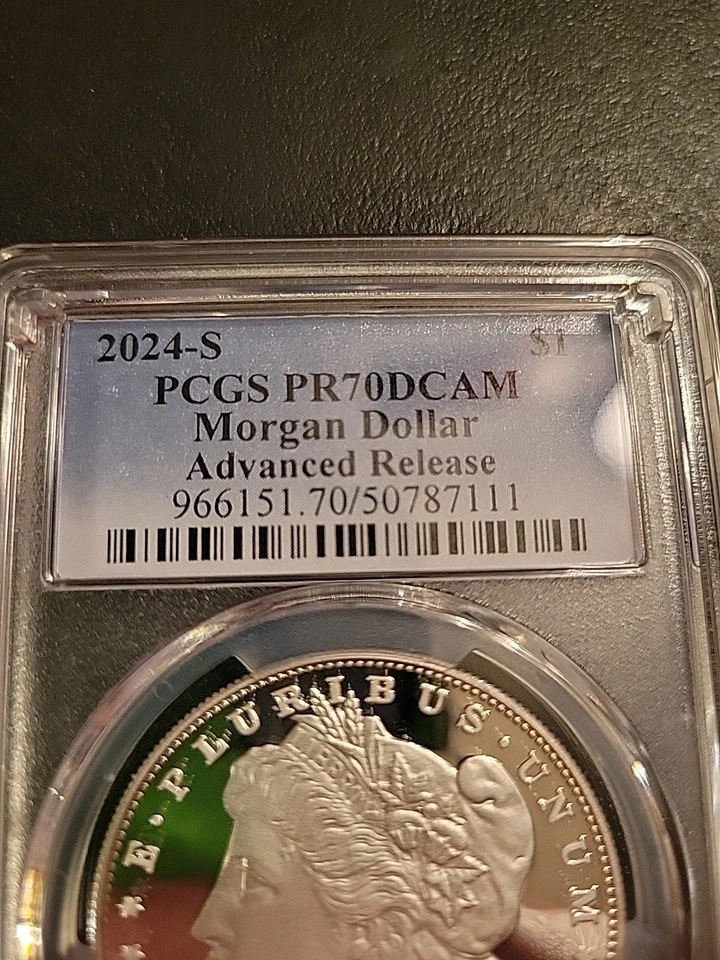 2024-S $1
PCGS PR70DCAM
Morgan Dollar
Advanced Release
966151.70/50787111
E·PLURIBUS·UNUM